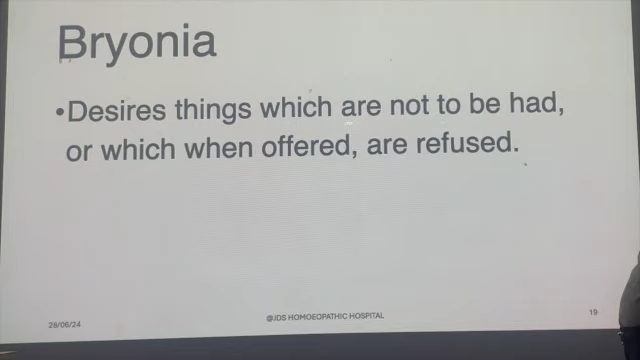 Bryonia
•Desires things which are not to be had,
or which when offered, are refused.
28/06/24
@JDS HOMOEOPATHIC HOSPITAL
19